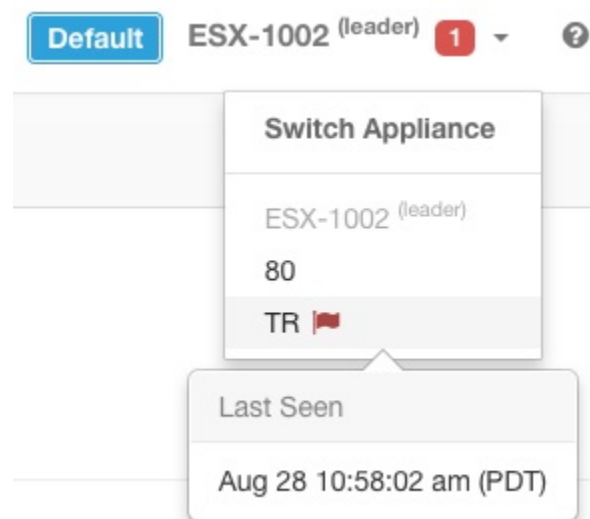 Default ESX-1002 (leader) 1
Switch Appliance
ESX-1002 (leader)
80
TR
Last Seen
Aug 28 10:58:02 am (PDT)